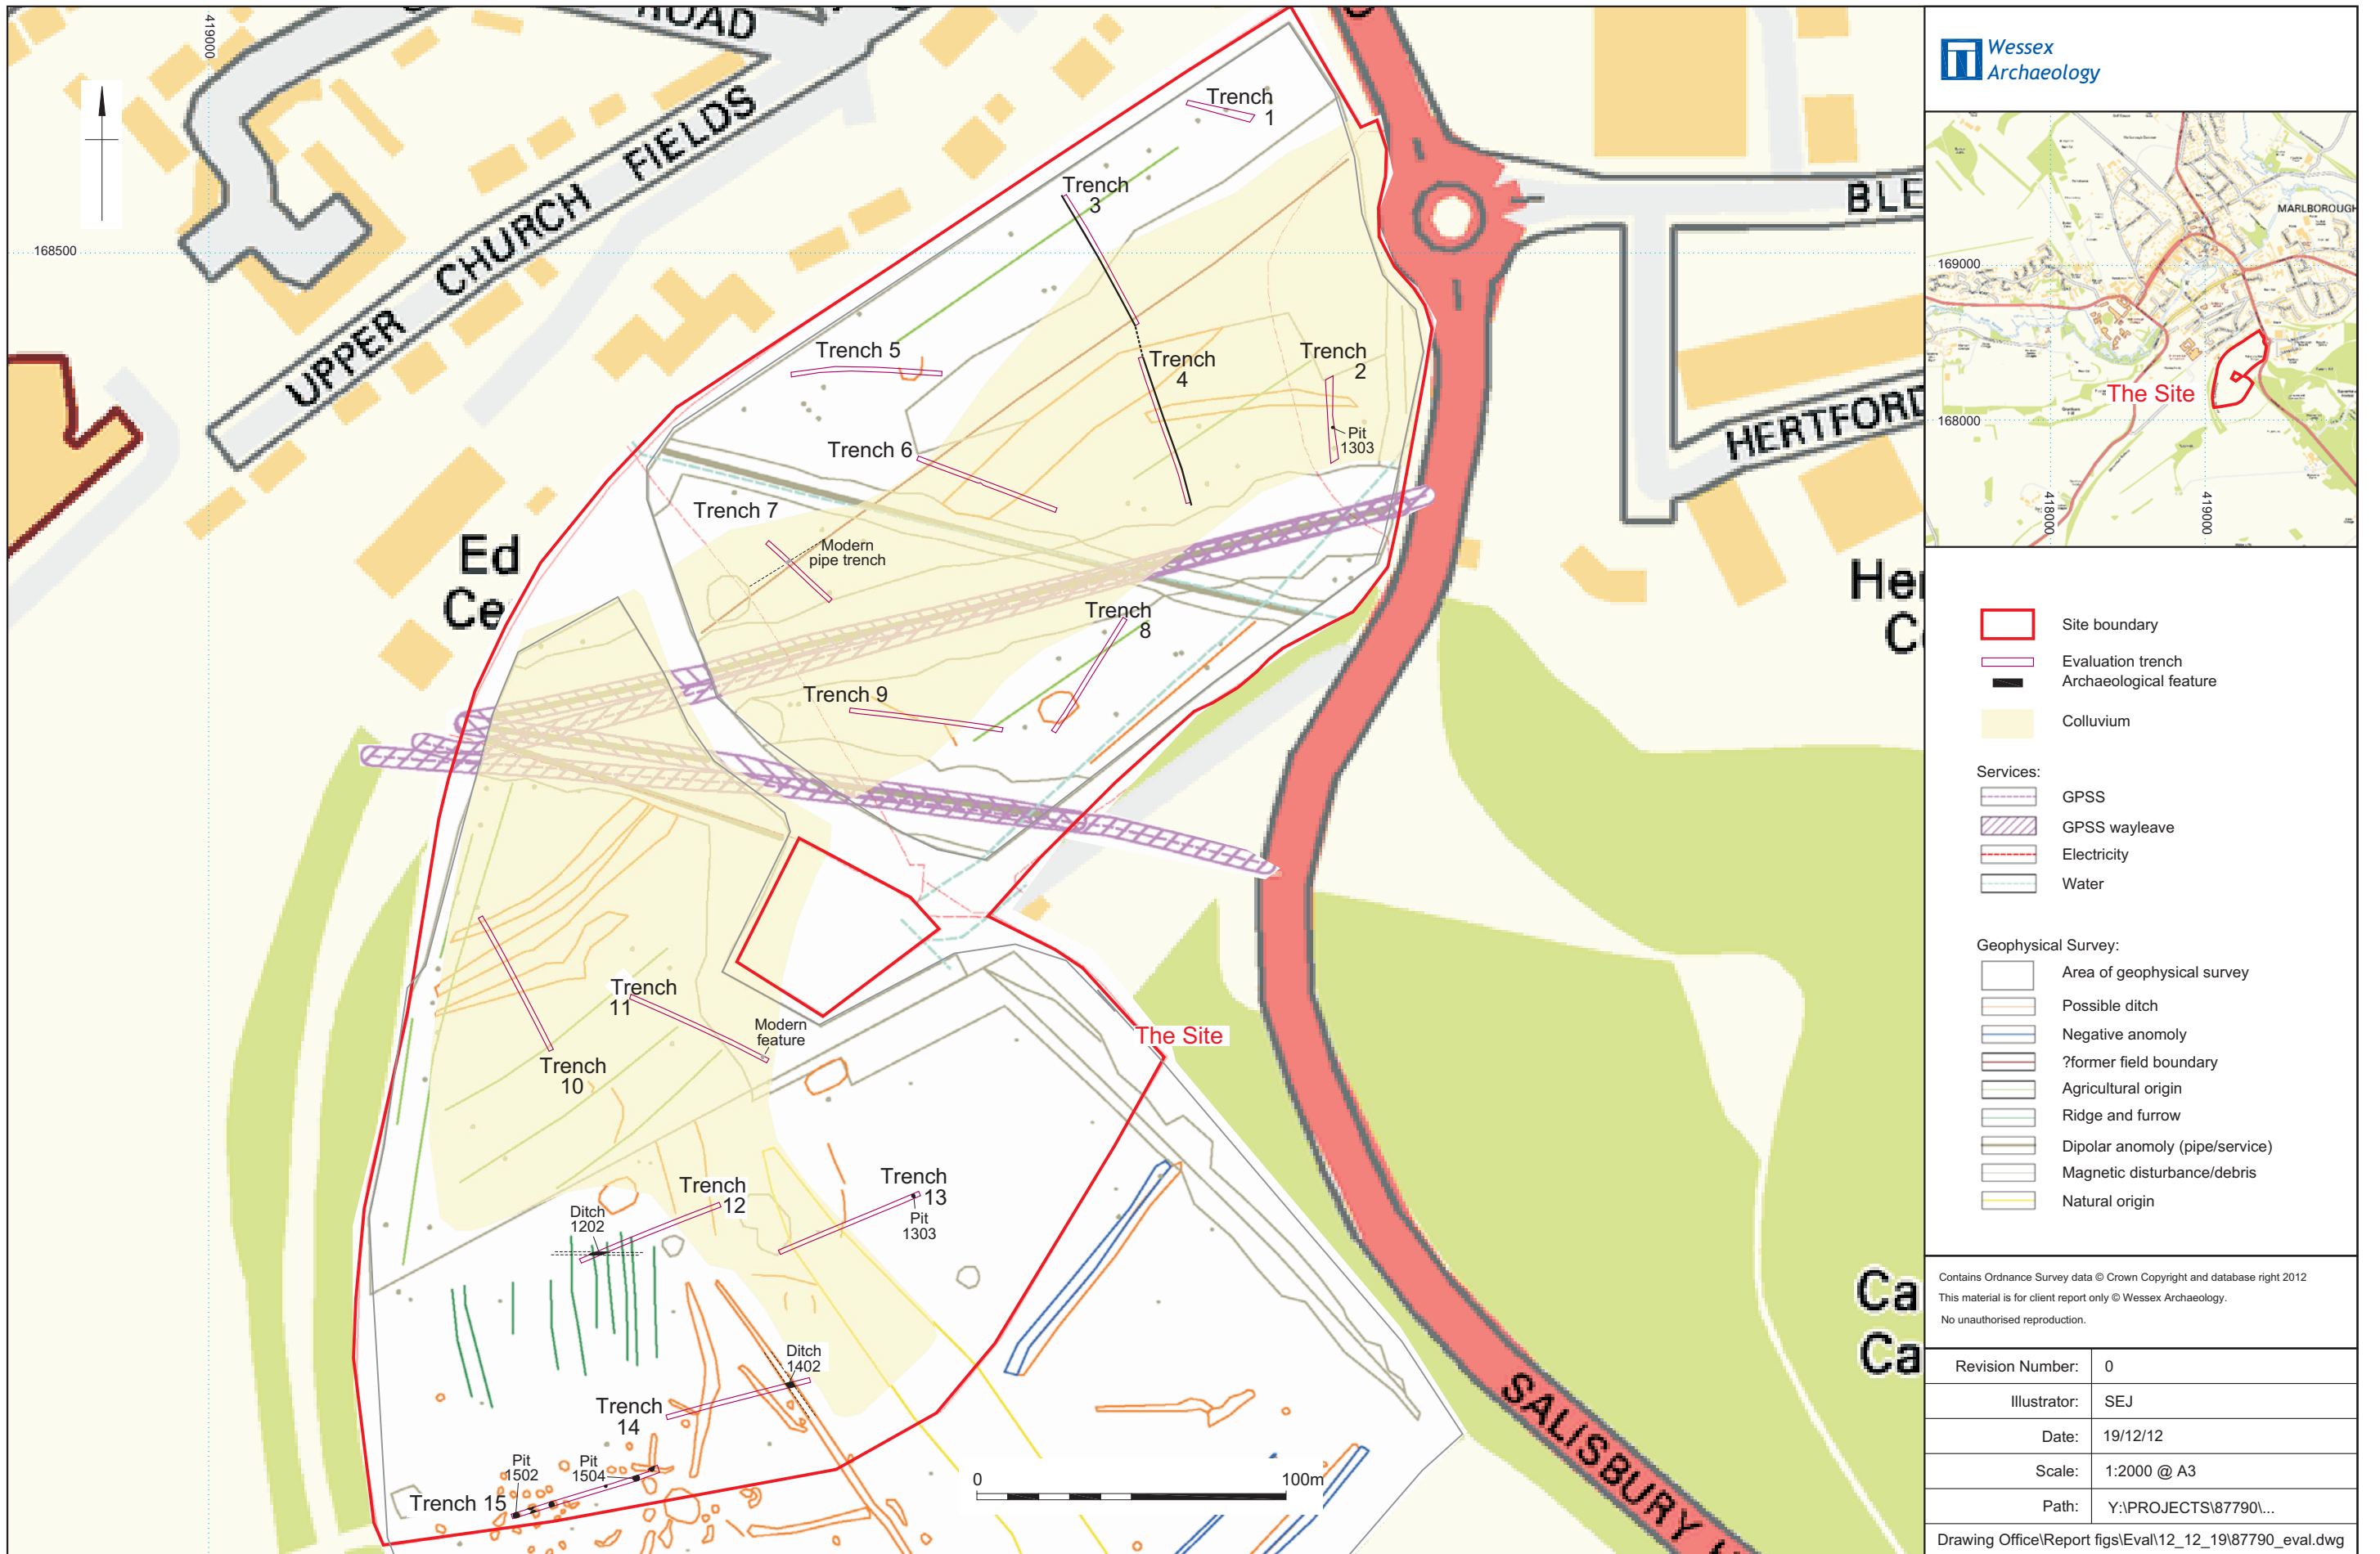 ROAD
419000
UPPER CHURCH FIELDS
168500
Trench
1
Trench
3
Trench 5
Trench
4
Trench
2
Pit
1303
Trench 6
Trench 7
Modern
pipe trench
Trench
8
Trench 9
Ed
Ce
BLE
HERTFORD
Her
Trench
11
Modern
feature
Trench
10
The Site
Trench
12
Ditch
1202
Trench
13
Pit
1303
Ditch
1402
Trench
14
Pit
1502
Pit
1504
Trench 15
0 100m
SALISBURY
Ca
Ca
Wessex
Archaeology
MARLBOROUGH
169000
The Site
168000
418000
419000
Site boundary
Evaluation trench
Archaeological feature
Colluvium
Services:
GPSS
GPSS wayleave
Electricity
Water
Geophysical Survey:
Area of geophysical survey
Possible ditch
Negative anomoly
?former field boundary
Agricultural origin
Ridge and furrow
Dipolar anomoly (pipe/service)
Magnetic disturbance/debris
Natural origin
Contains Ordnance Survey data © Crown Copyright and database right 2012
This material is for client report only © Wessex Archaeology.
No unauthorised reproduction.
Revision Number: 0
Illustrator: SEJ
Date: 19/12/12
Scale: 1:2000 @ A3
Path: Y:\PROJECTS\87790\...
Drawing Office\Report figs\Eval\12_12_19\87790_eval.dwg